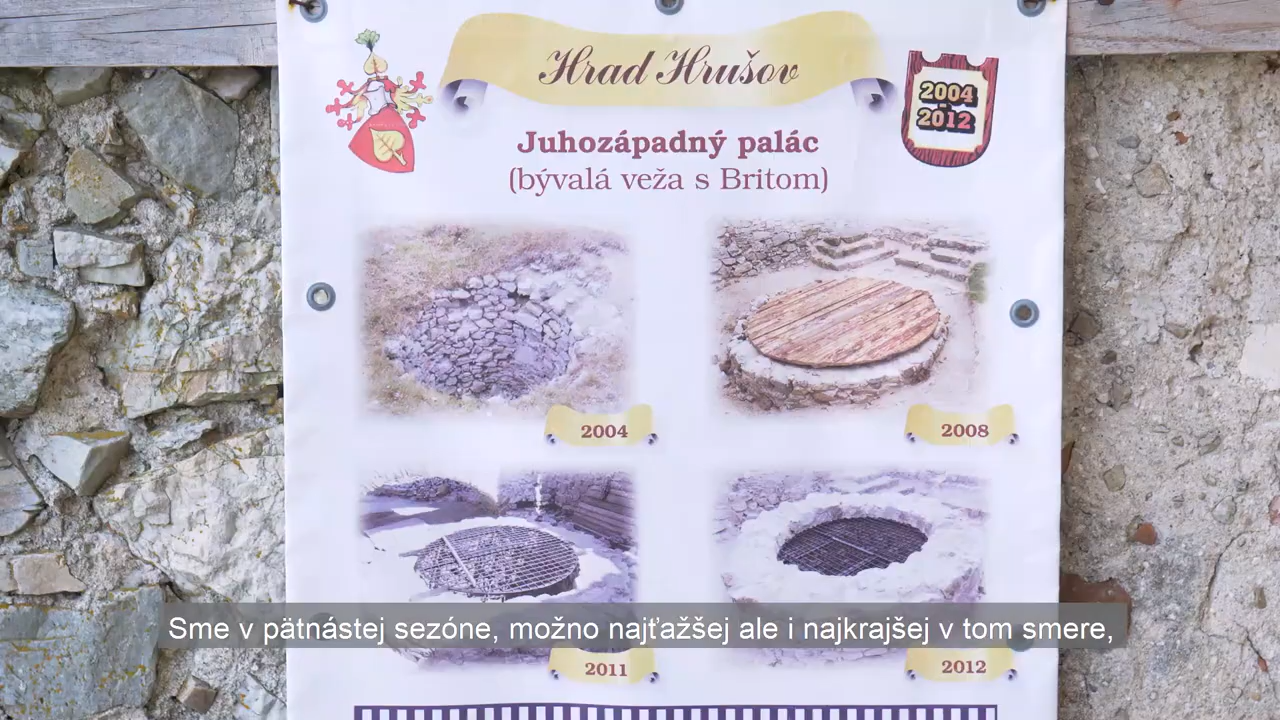 Hrad Hrušov
2004
-
2012
Juhozápadný palác
(bývalá veža s Britom)
2004
2008
2011
2012
Sme v pätnástej sezóne, možno najťažšej ale i najkrajšej v tom smere,